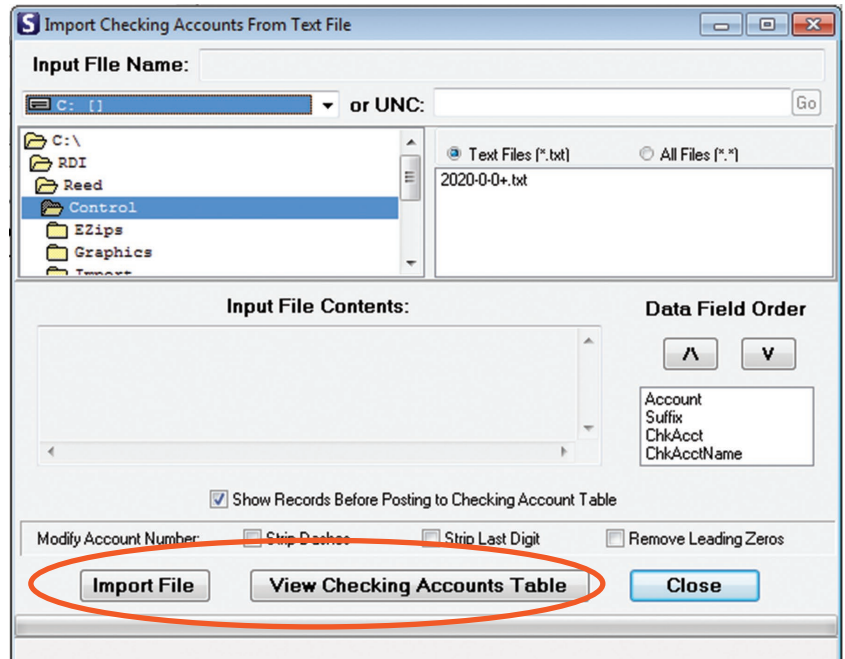 S Import Checking Accounts From Text File
Input FIle Name:
C: [] or UNC: Go
C:\
RDI
Reed
Control
EZips
Graphics
Import
Text Files (*.txt) All Files (*.*)
2020-0-0+.txt
Input File Contents:
Data Field Order
/\ V
Account
Suffix
ChkAcct
ChkAcctName
Show Records Before Posting to Checking Account Table
Modify Account Number: Strip Dashes Strip Last Digit Remove Leading Zeros
Import File View Checking Accounts Table Close